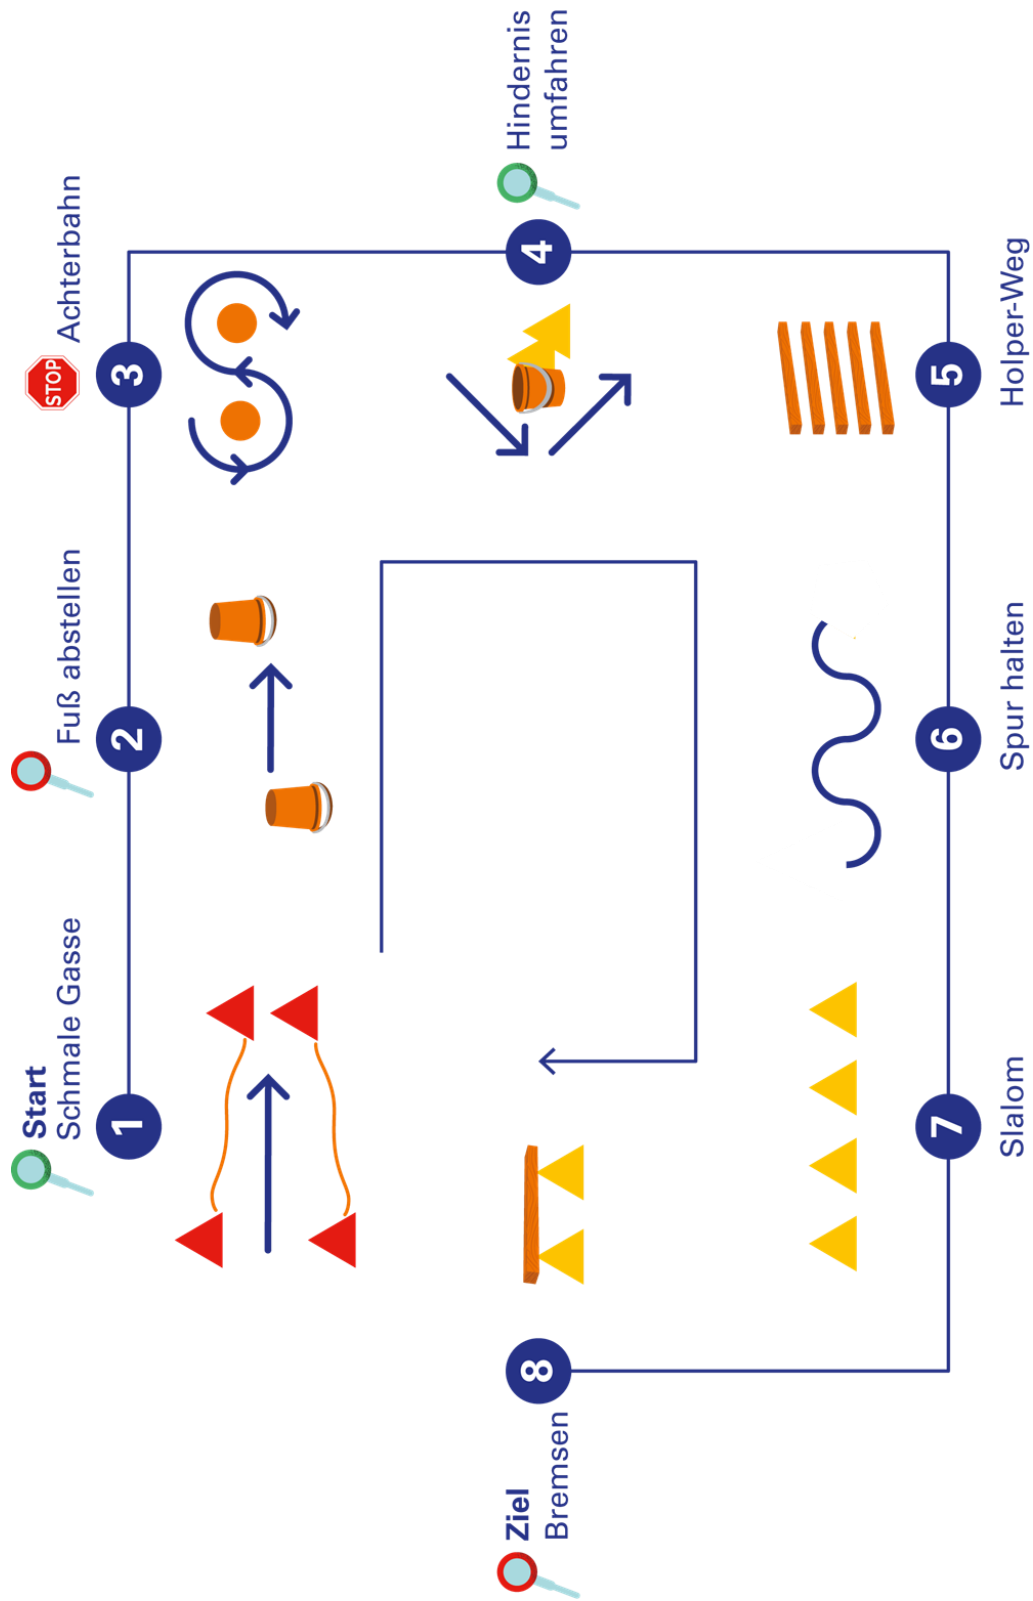 Start
Schmale Gasse
1
Fuß abstellen
2
STOP
Achterbahn
3
Hindernis
umfahren
4
5
Holper-Weg
6
Spur halten
7
Slalom
8
Ziel
Bremsen